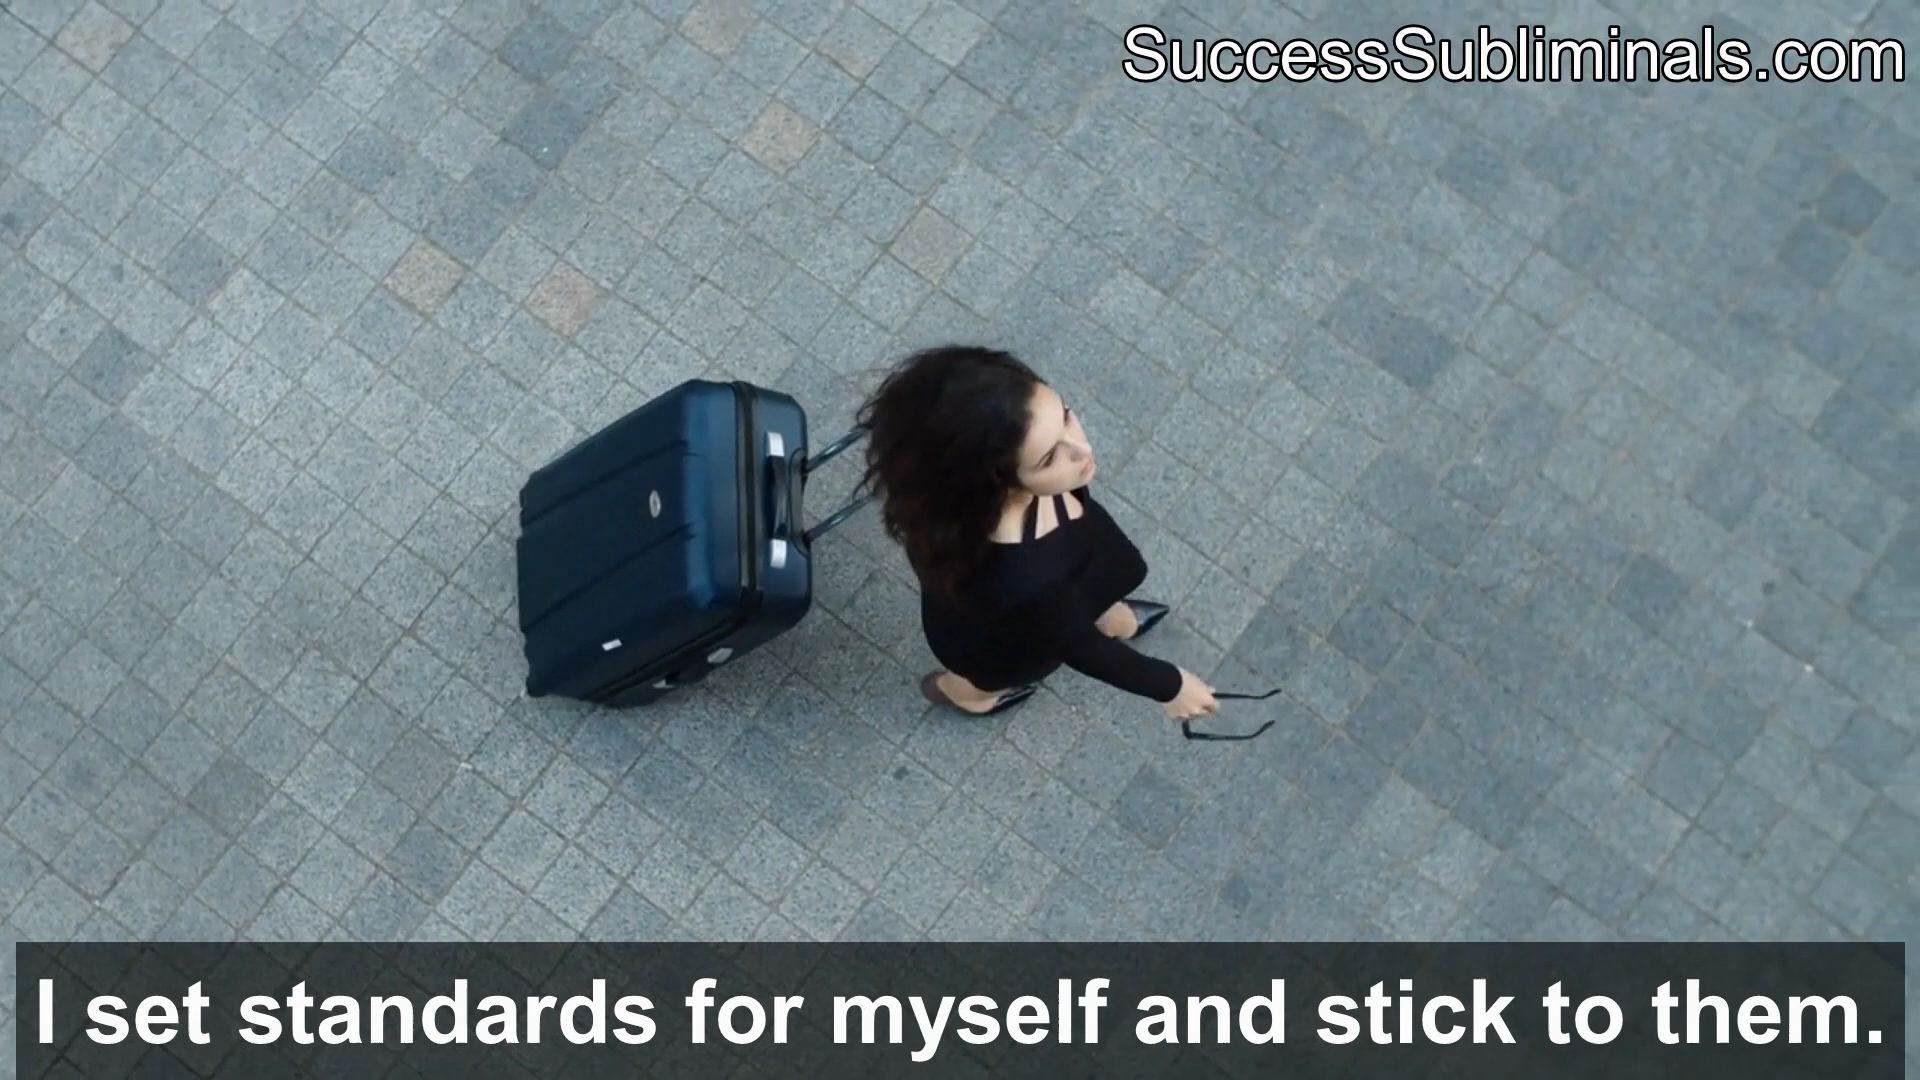 SuccessSubliminals.com
I set standards for myself and stick to them.